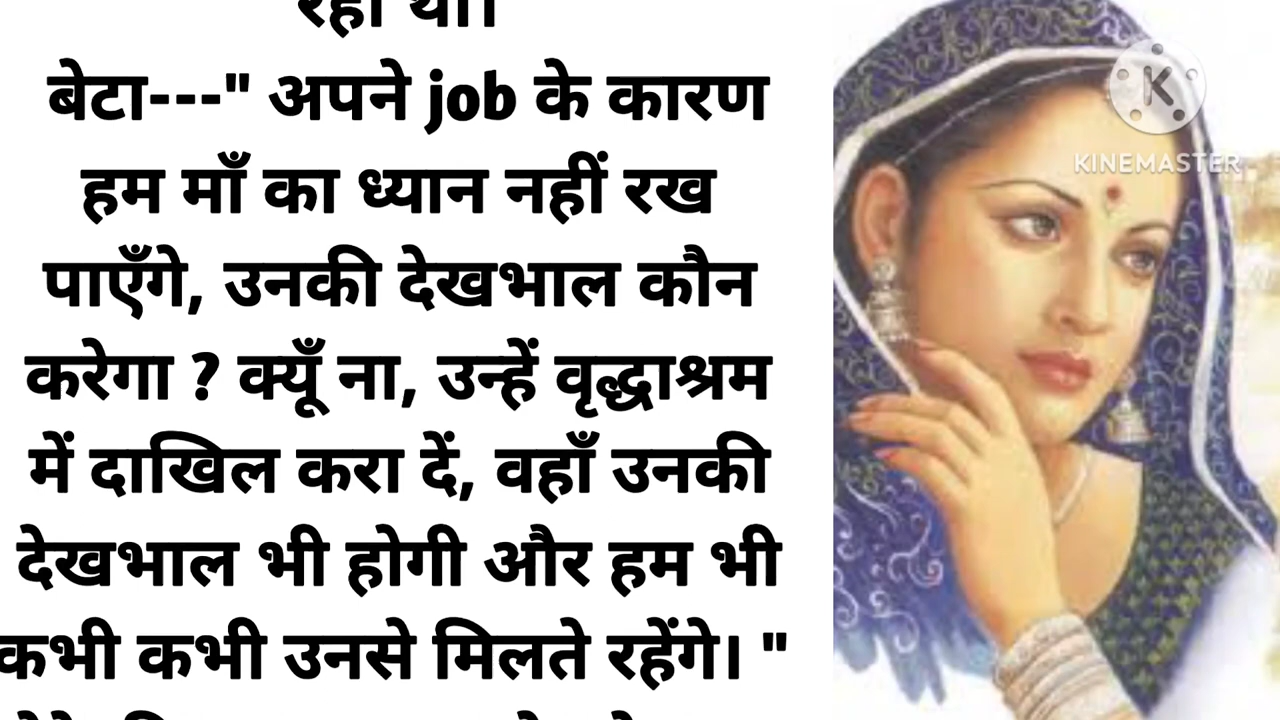 रहा था।
बेटा---" अपने job के कारण
हम माँ का ध्यान नहीं रख
पाएँगे, उनकी देखभाल कौन
करेगा ? क्यूँ ना, उन्हें वृद्धाश्रम
में दाखिल करा दें, वहाँ उनकी
देखभाल भी होगी और हम भी
कभी कभी उनसे मिलते रहेंगे। "
K
KINEMASTER